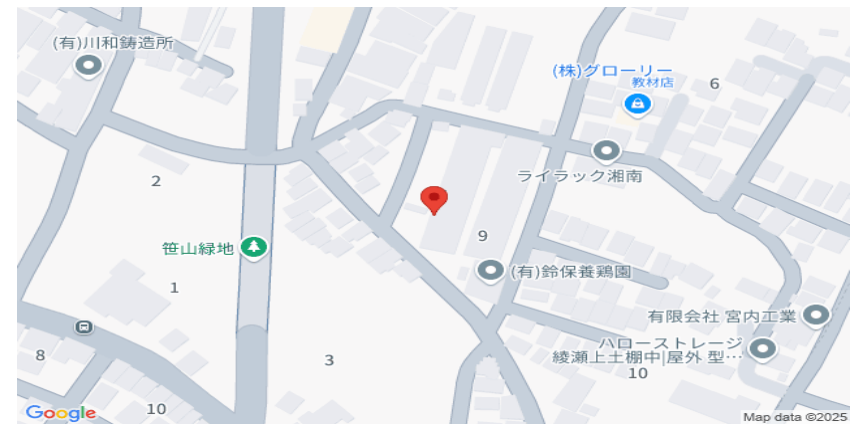 (有)川和鋳造所
(株)グローリー
教材店
6
ライラック湘南
2
笹山緑地
9
(有)鈴保養鶏園
1
有限会社 宮内工業
ハローストレージ
綾瀬上土棚中|屋外 型…
8
3
10
10
Google
Map data ©2025